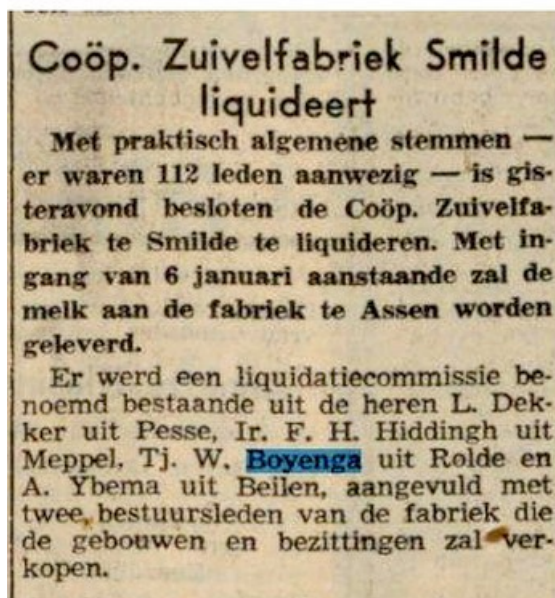 Coöp. Zuivelfabriek Smilde
liquideert
Met praktisch algemene stemmen —
er waren 112 leden aanwezig — is gis-
teravond besloten de Coöp. Zuivelfa-
briek te Smilde te liquideren. Met in-
gang van 6 januari aanstaande zal de
melk aan de fabriek te Assen worden
geleverd.
Er werd een liquidatiecommissie be-
noemd bestaande uit de heren L. Dek-
ker uit Pesse, Ir. F. H. Hiddingh uit
Meppel, Tj. W. Boyenga uit Rolde en
A. Ybema uit Beilen, aangevuld met
twee bestuursleden van de fabriek die
de gebouwen en bezittingen zal ver-
kopen.